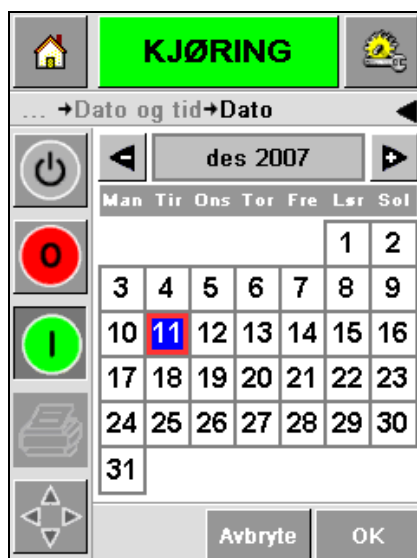 KJØRING
... →Dato og tid→Dato
des 2007
Man Tir Ons Tor Fre Lør Sol
1 2
3 4 5 6 7 8 9
10 11 12 13 14 15 16
17 18 19 20 21 22 23
24 25 26 27 28 29 30
31
Avbryte OK